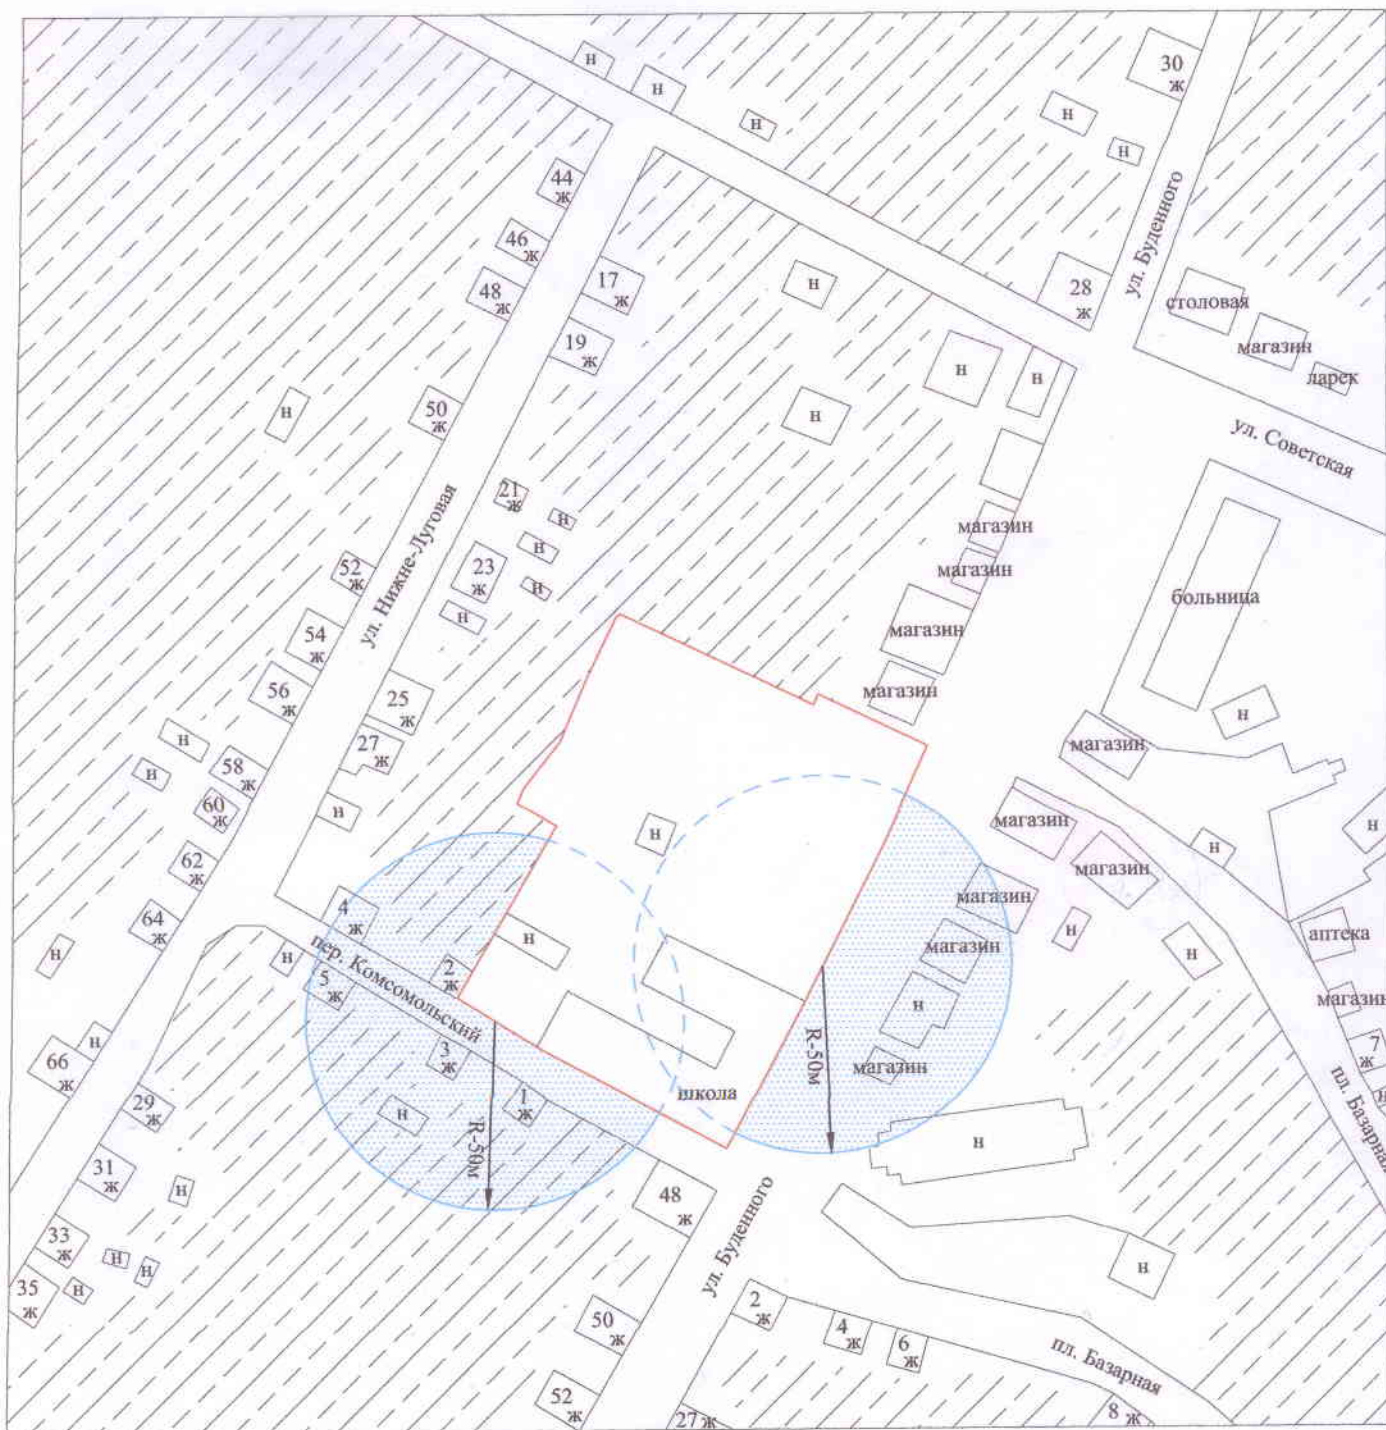 30
ж
н
н
н
н
н
44
ж
46
ж
48
ж
17
ж
19
ж
н
28
ж
ул. Буденного
столовая
магазин
ларек
ул. Советская
н
н
н
50
ж
н
21
ж
н
н
н
23
ж
н
магазин
магазин
магазин
магазин
больница
н
магазин
52
ж
ул. Нижне-Луговая
54
ж
56
ж
25
ж
27
ж
н
н
н
58
ж
60
ж
62
ж
64
ж
н
н
магазин
магазин
н
н
магазин
магазин
н
н
аптека
магазин
7
ж
н
4
ж
пер. Комсомольский
2
ж
н
н
5
ж
3
ж
1
ж
н
R-50м
R-50м
н
магазин
школа
н
66
ж
н
29
ж
31
ж
н
33
ж
н
н
н
35
ж
48
ж
ул. Буденного
пл. Базарная
н
50
ж
52
ж
2
ж
4
ж
6
ж
27 ж
пл. Базарная
8 ж